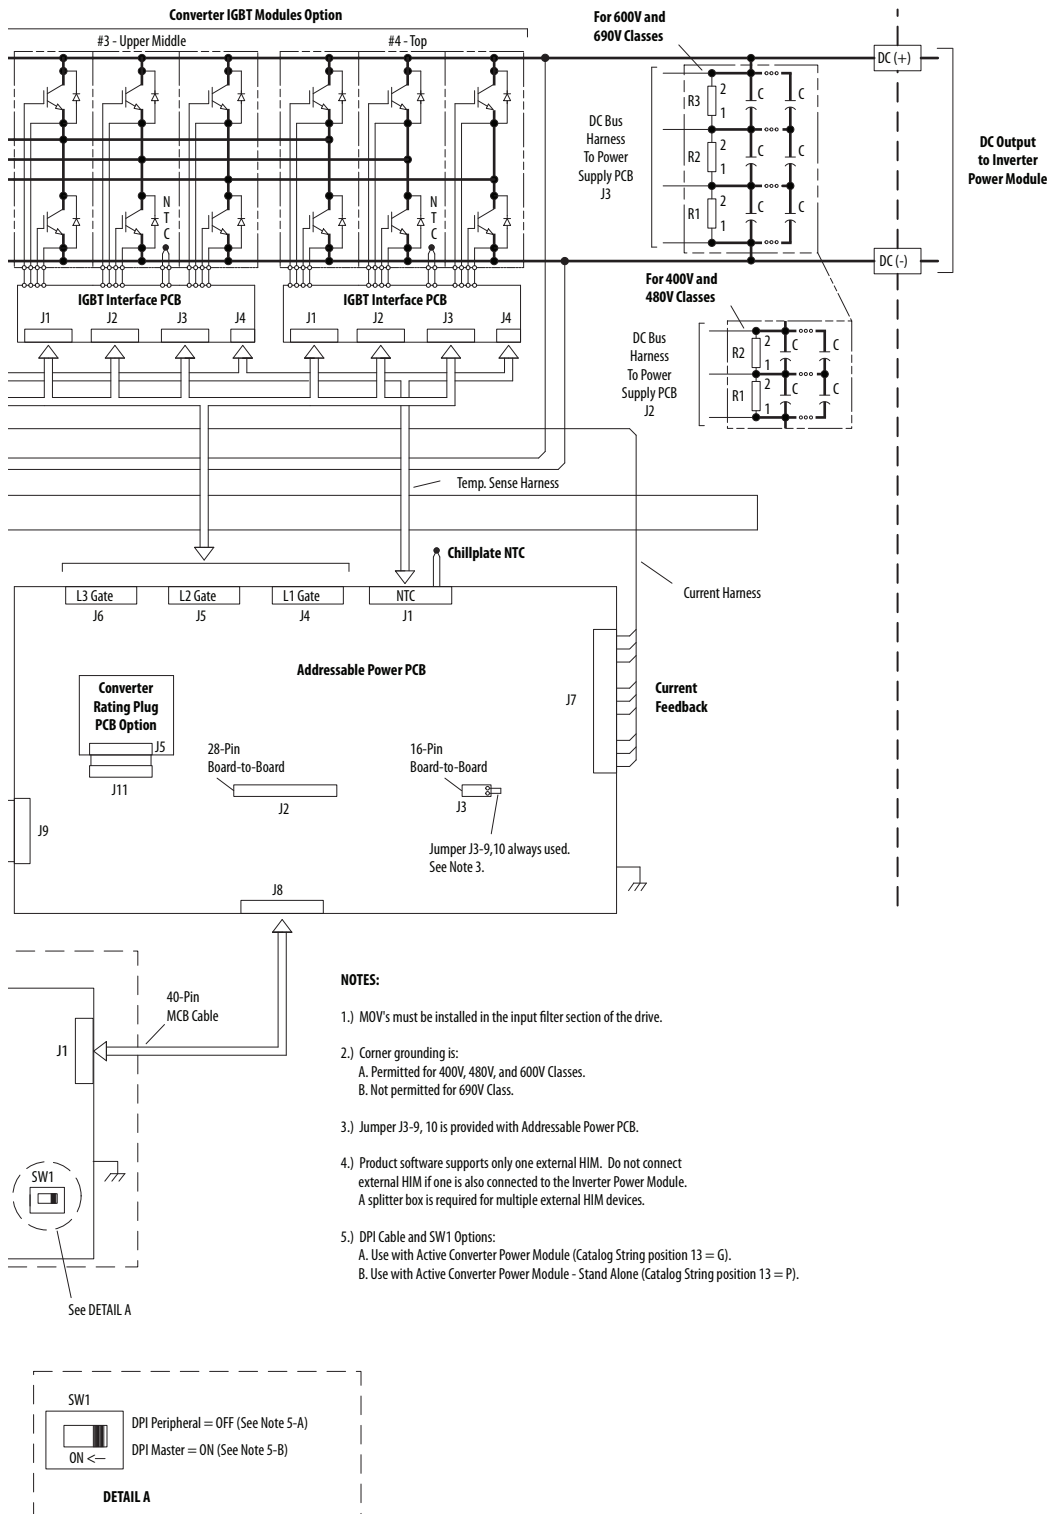 Converter IGBT Modules Option
#3 - Upper Middle
#4 - Top
For 600V and
690V Classes
DC (+)
DC Bus
Harness
To Power
Supply PCB
J3
R3
2
1
C
C
R2
2
1
C
C
R1
2
1
C
C
DC Output
to Inverter
Power Module
DC (-)
N
T
C
N
T
C
IGBT Interface PCB
J1
J2
J3
J4
IGBT Interface PCB
J1
J2
J3
J4
For 400V and
480V Classes
DC Bus
Harness
To Power
Supply PCB
J2
R2
2
1
C
C
R1
2
1
C
C
Temp. Sense Harness
Chillplate NTC
Current Harness
L3 Gate
J6
L2 Gate
J5
L1 Gate
J4
NTC
J1
Addressable Power PCB
Converter
Rating Plug
PCB Option
J5
J11
28-Pin
Board-to-Board
J2
16-Pin
Board-to-Board
J3
Jumper J3-9,10 always used.
See Note 3.
J7
Current
Feedback
J9
J8
40-Pin
MCB Cable
J1
SW1
See DETAIL A
NOTES:
1.) MOV's must be installed in the input filter section of the drive.
2.) Corner grounding is:
A. Permitted for 400V, 480V, and 600V Classes.
B. Not permitted for 690V Class.
3.) Jumper J3-9, 10 is provided with Addressable Power PCB.
4.) Product software supports only one external HIM. Do not connect
external HIM if one is also connected to the Inverter Power Module.
A splitter box is required for multiple external HIM devices.
5.) DPI Cable and SW1 Options:
A. Use with Active Converter Power Module (Catalog String position 13 = G).
B. Use with Active Converter Power Module - Stand Alone (Catalog String position 13 = P).
SW1
DPI Peripheral = OFF (See Note 5-A)
DPI Master = ON (See Note 5-B)
ON <—
DETAIL A